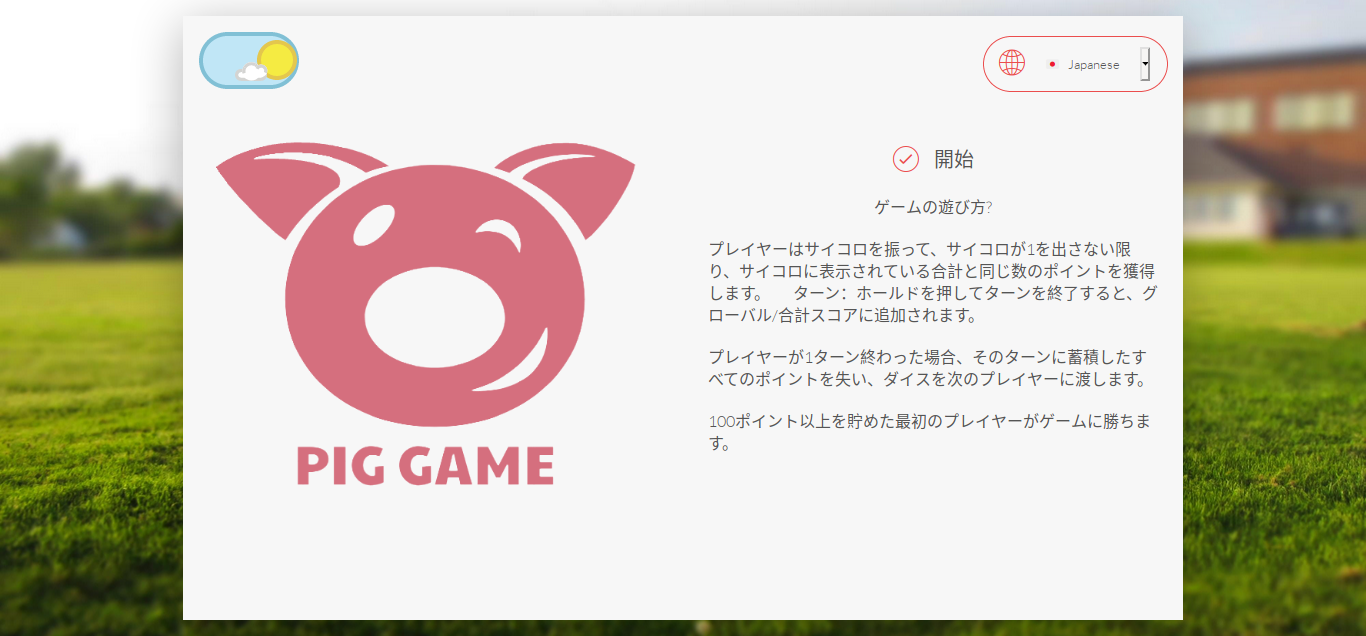 Japanese
開始
ゲームの遊び方?
プレイヤーはサイコロを振って、サイコロが1を出さない限
り、サイコロに表示されている合計と同じ数のポイントを獲得
します。　ターン：ホールドを押してターンを終了すると、グ
ローバル/合計スコアに追加されます。
プレイヤーが1ターン終わった場合、そのターンに蓄積したす
べてのポイントを失い、ダイスを次のプレイヤーに渡します。
100ポイント以上を貯めた最初のプレイヤーがゲームに勝ちま
す。
PIG GAME